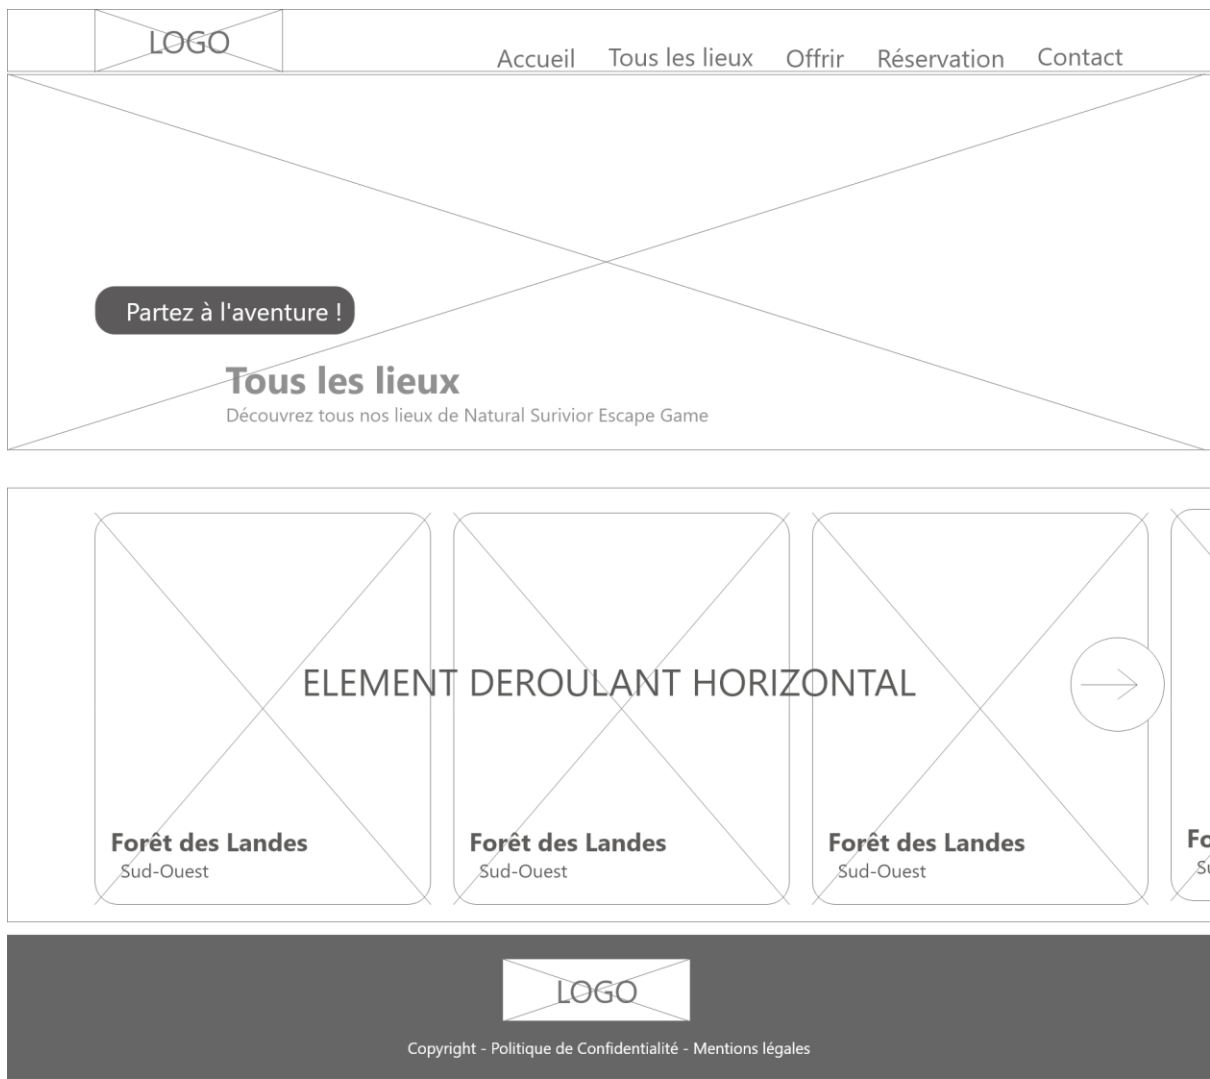 LOGO
Accueil Tous les lieux Offrir Réservation Contact
Partez à l'aventure !
Tous les lieux
Découvrez tous nos lieux de Natural Surivior Escape Game
ELEMENT DEROULANT HORIZONTAL
Forêt des Landes
Sud-Ouest
Forêt des Landes
Sud-Ouest
Forêt des Landes
Sud-Ouest
Fo
LOGO
Copyright - Politique de Confidentialité - Mentions légales